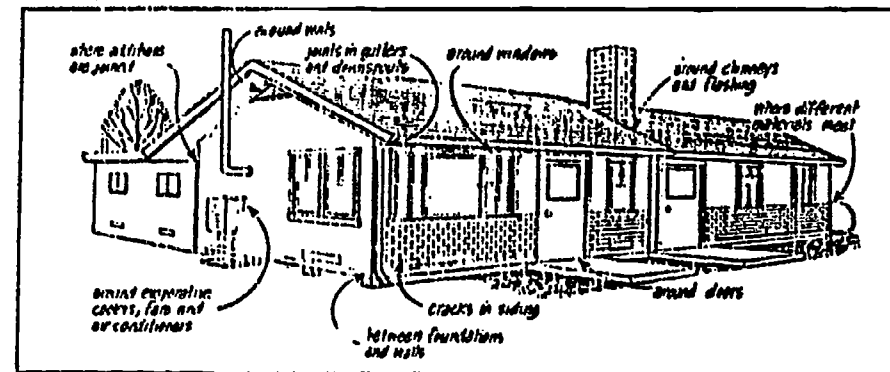 around vents
where additions
are joined
joints in gutters
and downspouts
around windows
around chimneys
and flashing
where different
materials meet
around evaporative
coolers, fans and
air conditioners
cracks in siding
around doors
between foundations
and walls